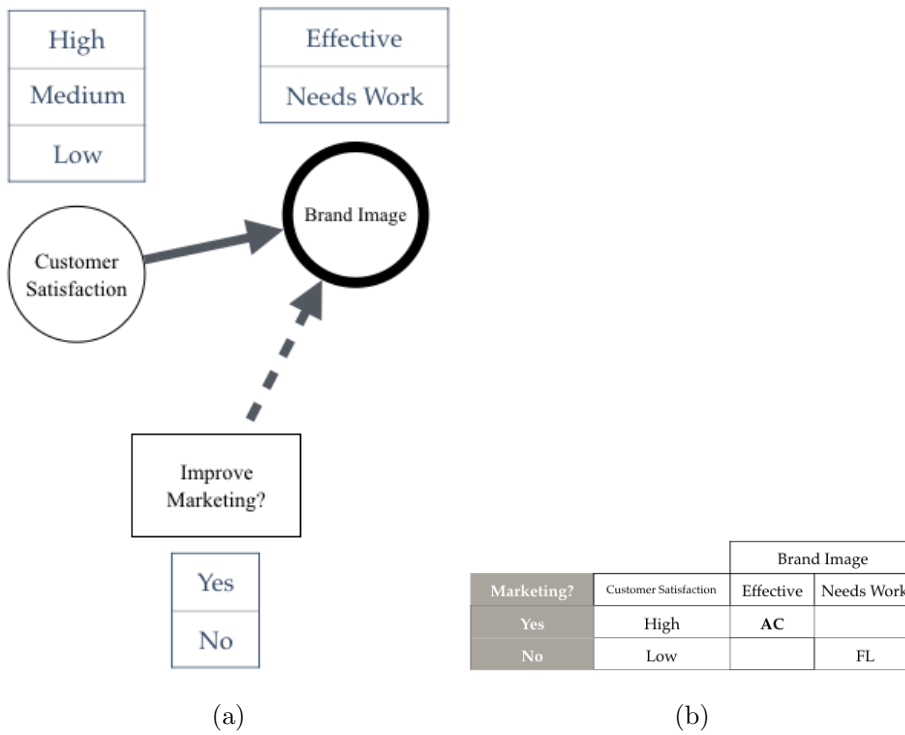 High
Medium
Low
Effective
Needs Work
Brand Image
Customer
Satisfaction
Improve
Marketing?
Yes
No
Brand Image
Marketing? Customer Satisfaction Effective Needs Work
Yes High AC
No Low FL
(a)
(b)